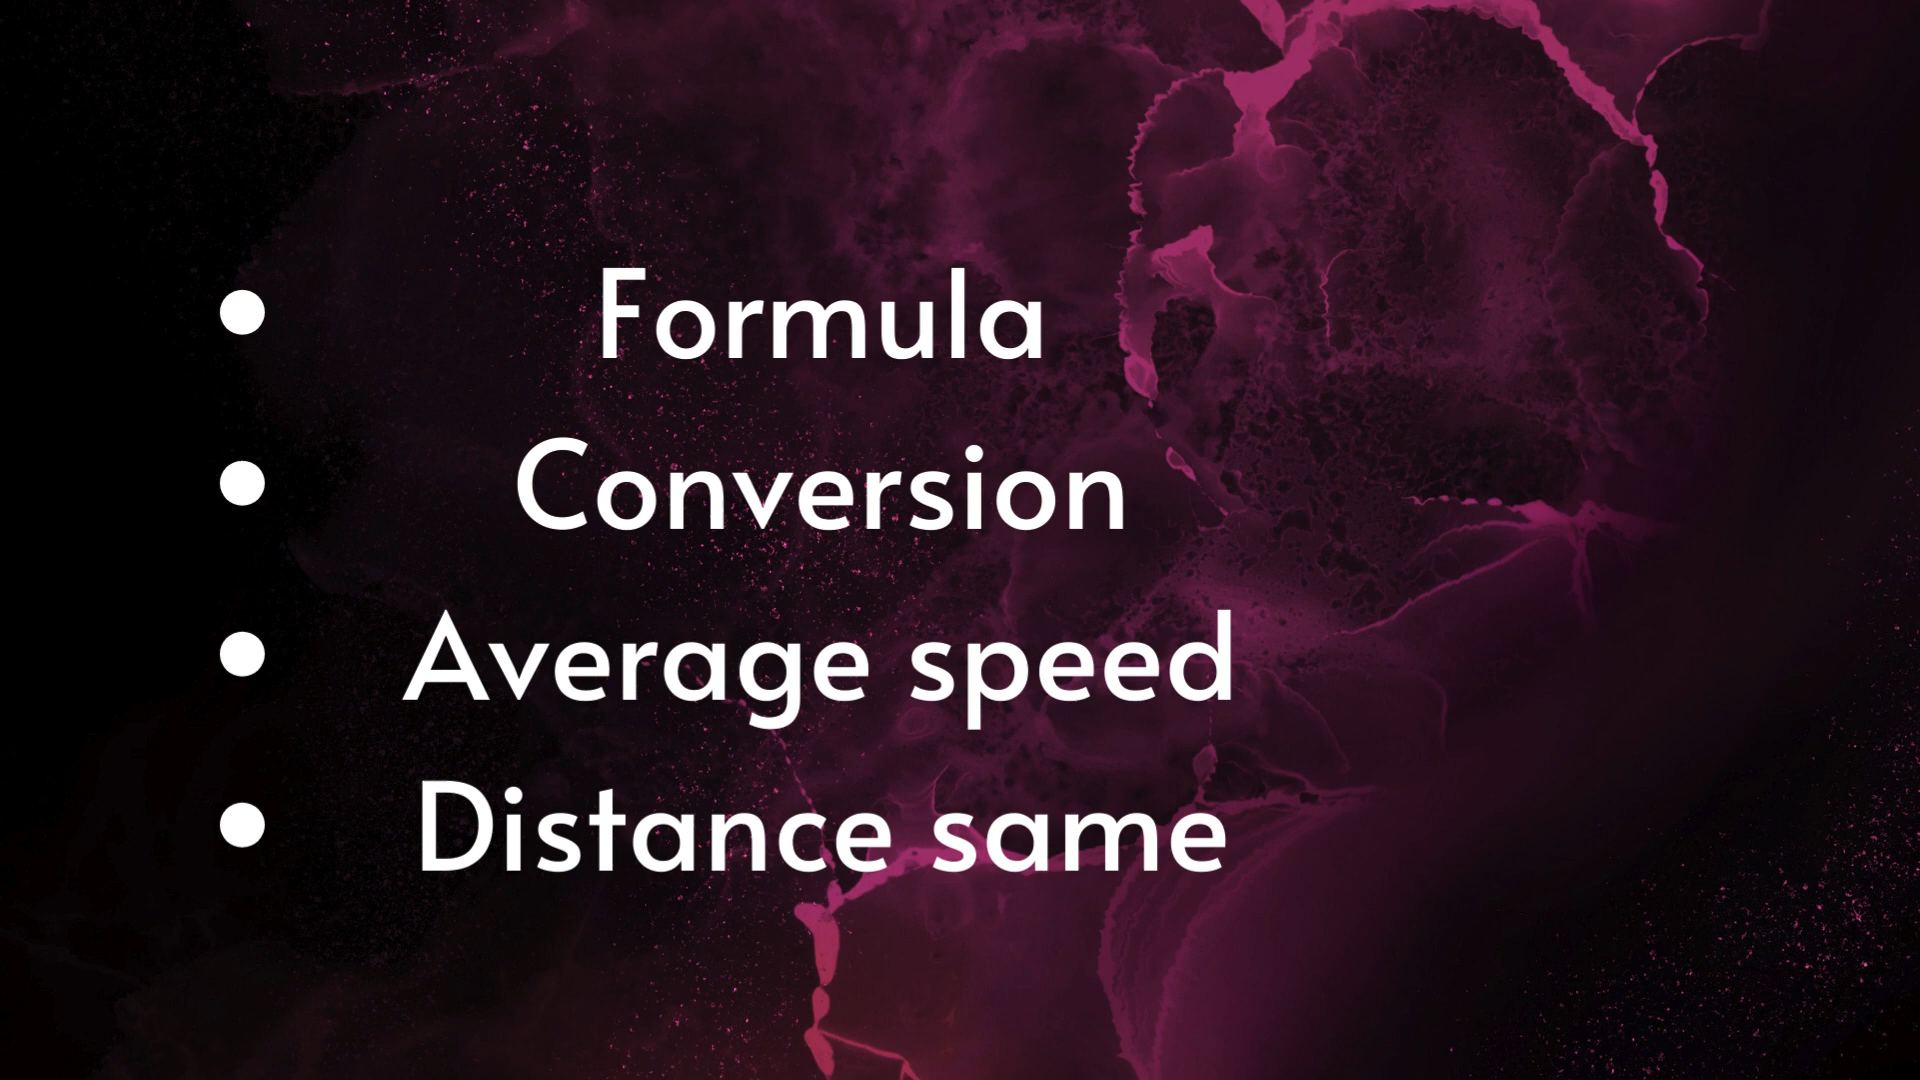 • Formula
• Conversion
• Average speed
• Distance same